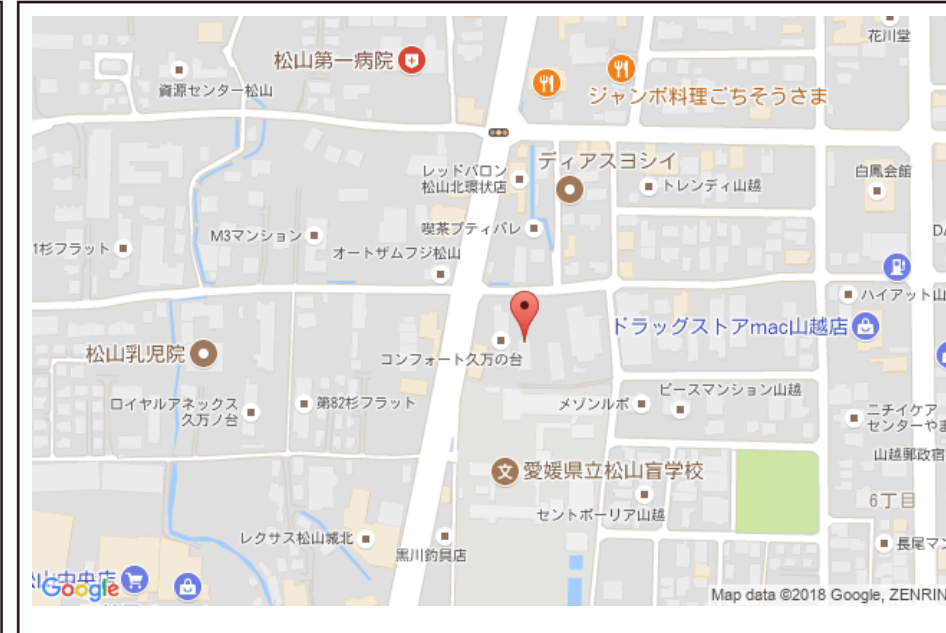 花川堂
松山第一病院
資源センター松山
ジャンボ料理ごちそうさま
ディアスヨシイ
レッドバロン
松山北環状店
トレンディ山越
白鳳会館
喫茶プティパレ
M3マンション
1杉フラット
オートザムフジ松山
DA
ハイアット山
ドラッグストアmac山越店
松山乳児院
コンフォート久万の台
ピースマンション山越
ロイヤルアネックス
久万ノ台
第82杉フラット
メゾンルポ
ニチイケア
センターやま
山越郵政宿
文 愛媛県立松山盲学校
6丁目
セントポーリア山越
レクサス松山城北
黒川釣具店
長尾マン
山中央店
Google
Map data ©2018 Google, ZENRIN